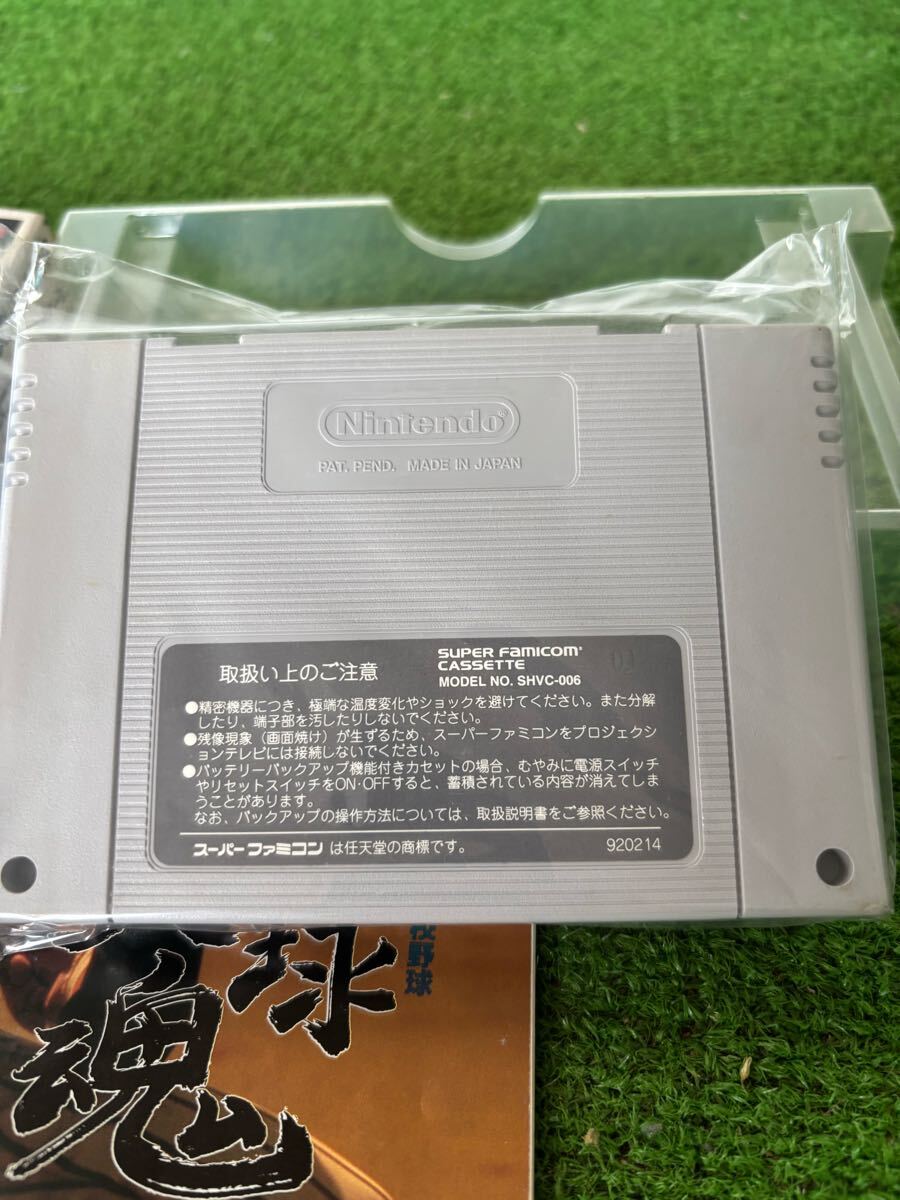 Nintendo®
PAT. PEND. MADE IN JAPAN
取扱い上のご注意
SUPER FAMICOM®
CASSETTE
MODEL NO. SHVC-006
●精密機器につき、極端な温度変化やショックを避けてください。また分解
したり、端子部を汚したりしないでください。
●残像現象（画面焼け）が生ずるため、スーパーファミコンをプロジェクシ
ョンテレビには接続しないでください。
●バッテリーバックアップ機能付きカセットの場合、むやみに電源スイッチ
やリセットスイッチをON・OFFすると、蓄積されている内容が消えてしま
うことがあります。
なお、バックアップの操作方法については、取扱説明書をご参照ください。
スーパーファミコン は任天堂の商標です。
920214
校野球
球
魂